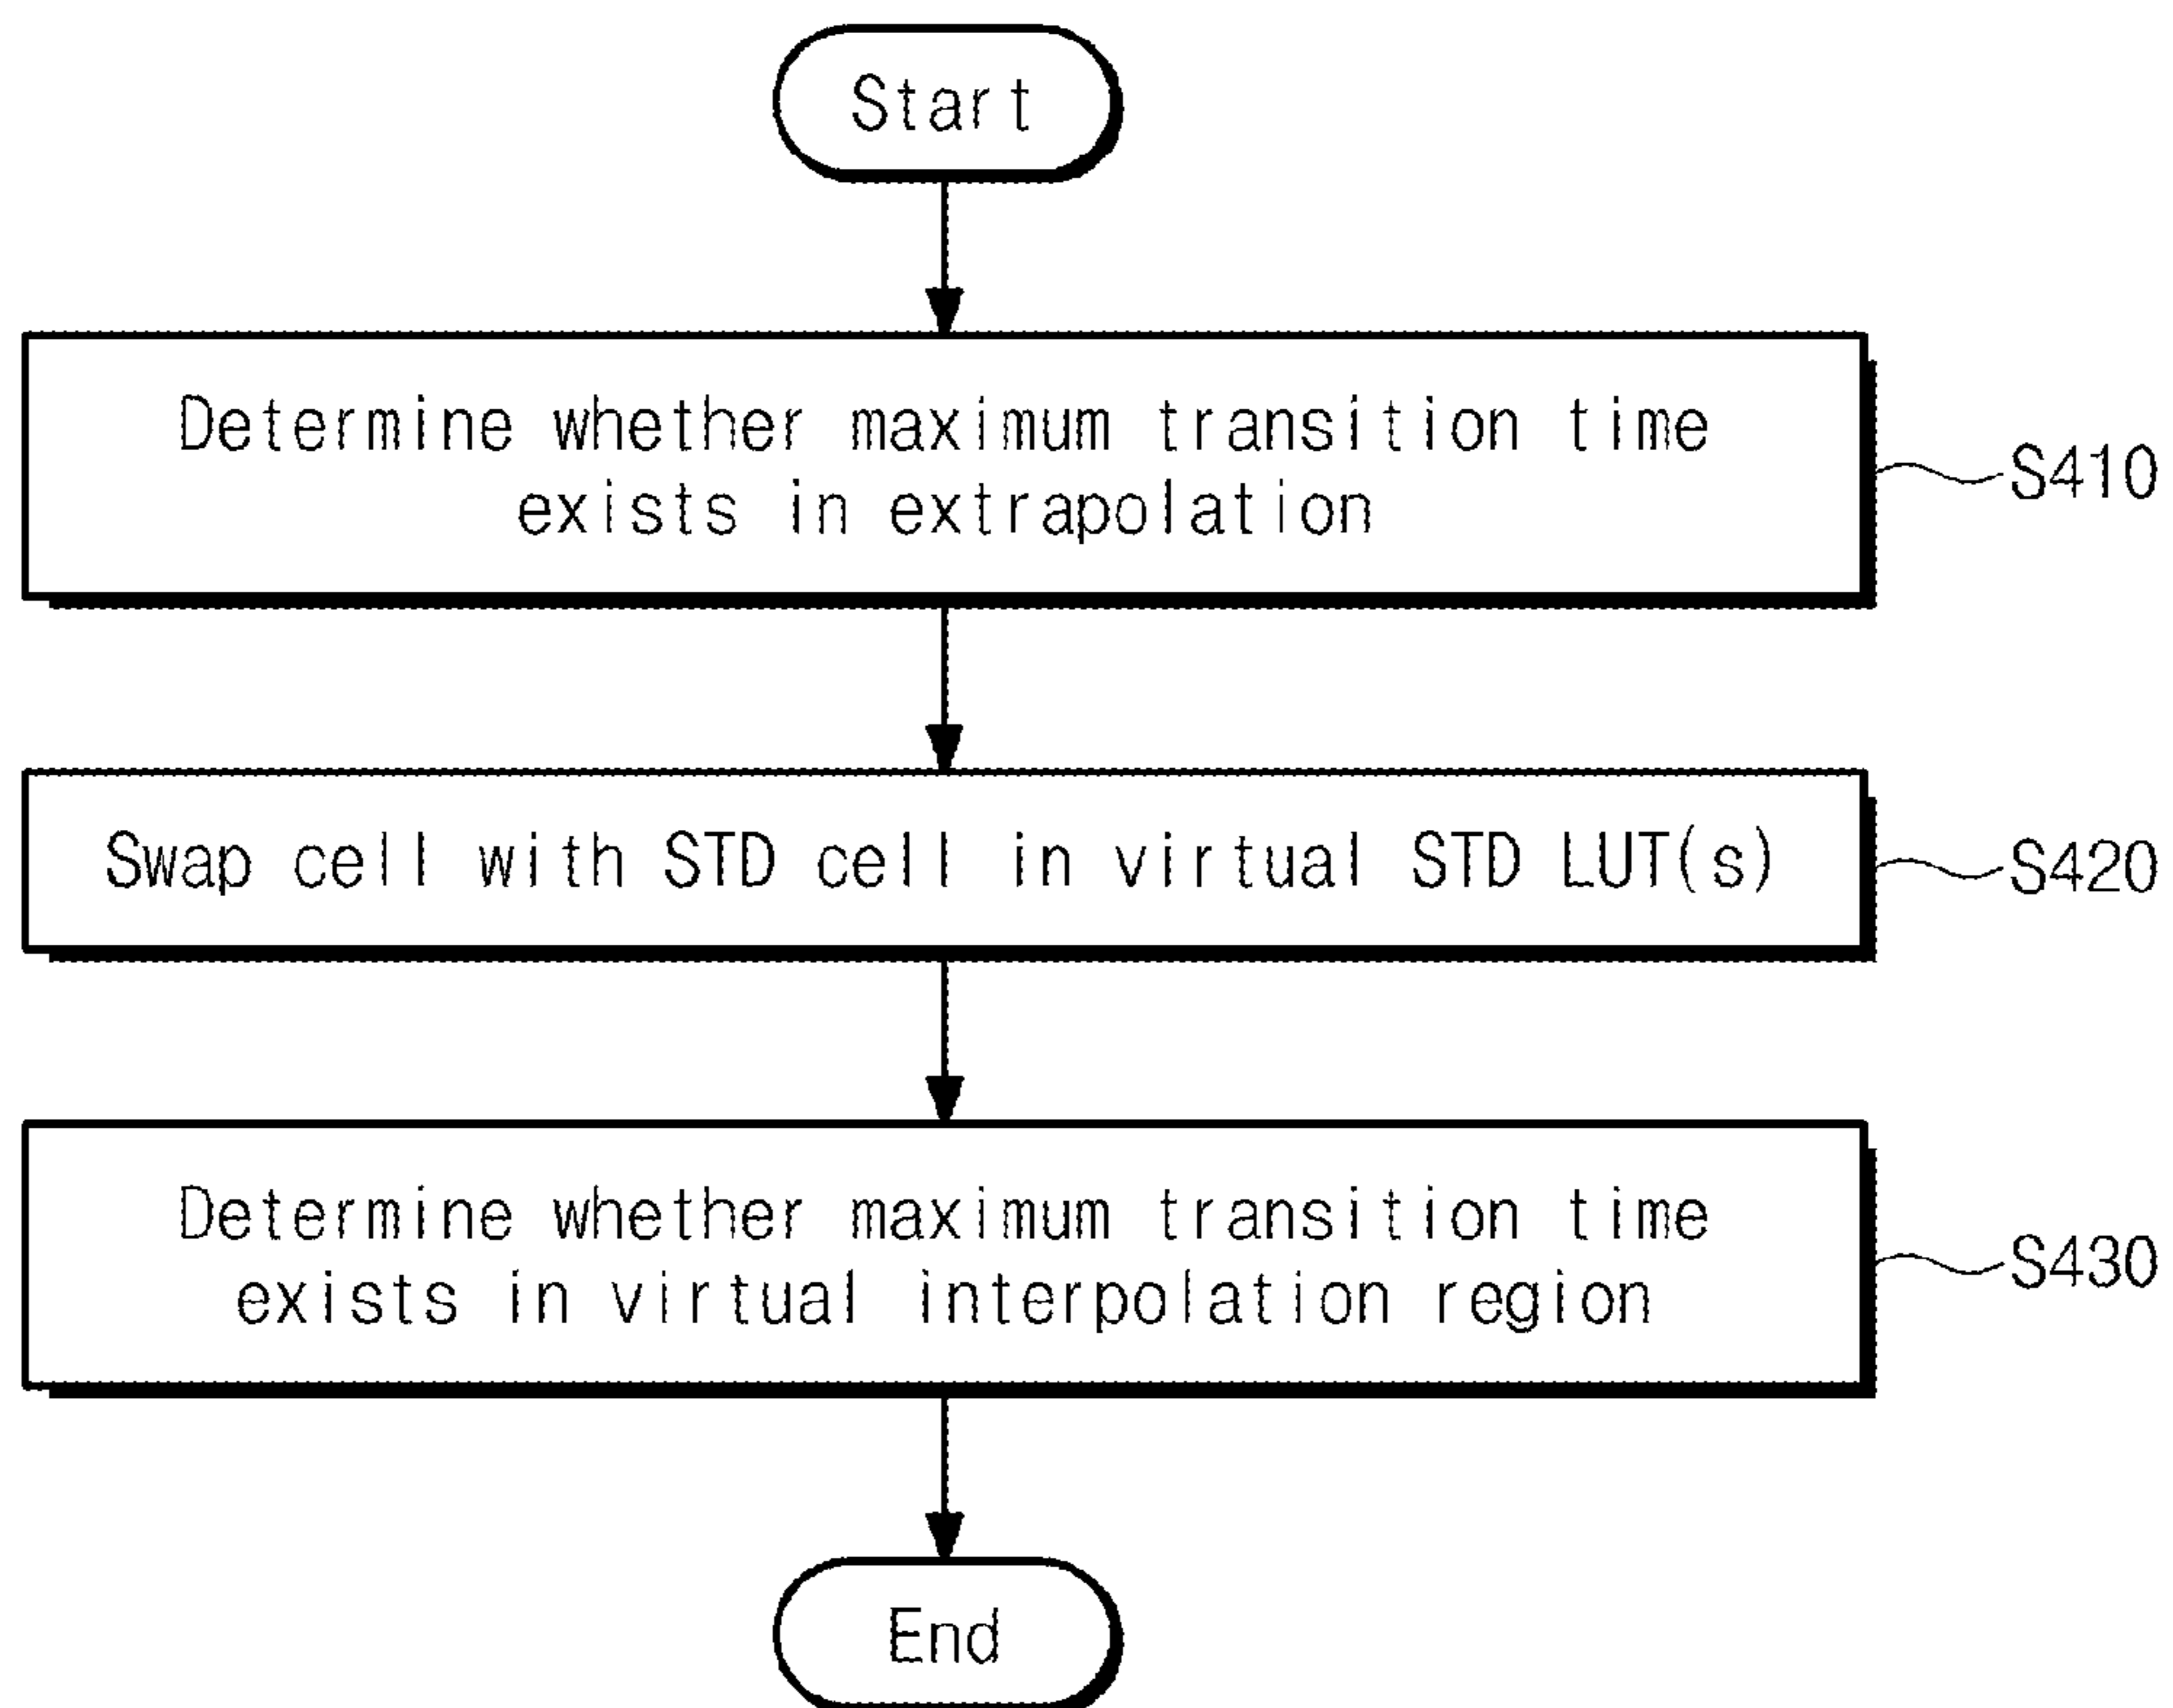 Start
Determine whether maximum transition time
exists in extrapolation
S410
Swap cell with STD cell in virtual STD LUT(s)
S420
Determine whether maximum transition time
exists in virtual interpolation region
S430
End